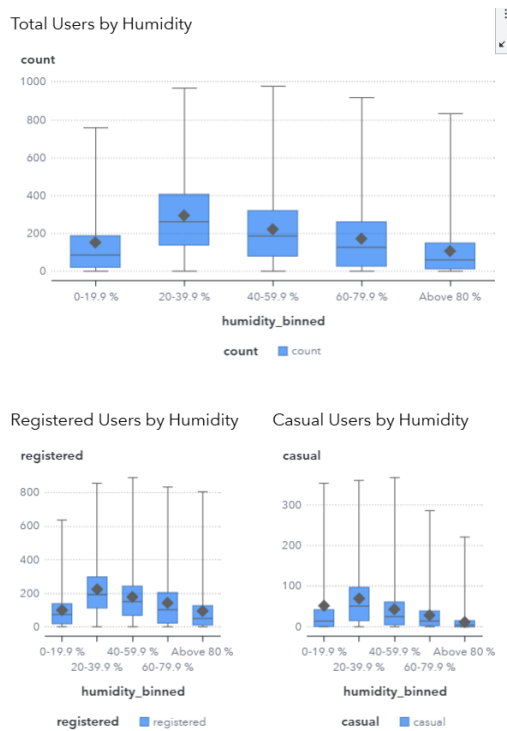 Total Users by Humidity
count
1000
800
600
400
200
0
0-19.9 % 20-39.9 % 40-59.9 % 60-79.9 % Above 80 %
humidity_binned
count count
Registered Users by Humidity
registered
800
600
400
200
0
0-19.9 % 40-59.9 % Above 80 %
20-39.9 % 60-79.9 %
humidity_binned
registered registered
Casual Users by Humidity
casual
300
200
100
0
0-19.9 % 40-59.9 % Above 80 %
20-39.9 % 60-79.9 %
humidity_binned
casual casual